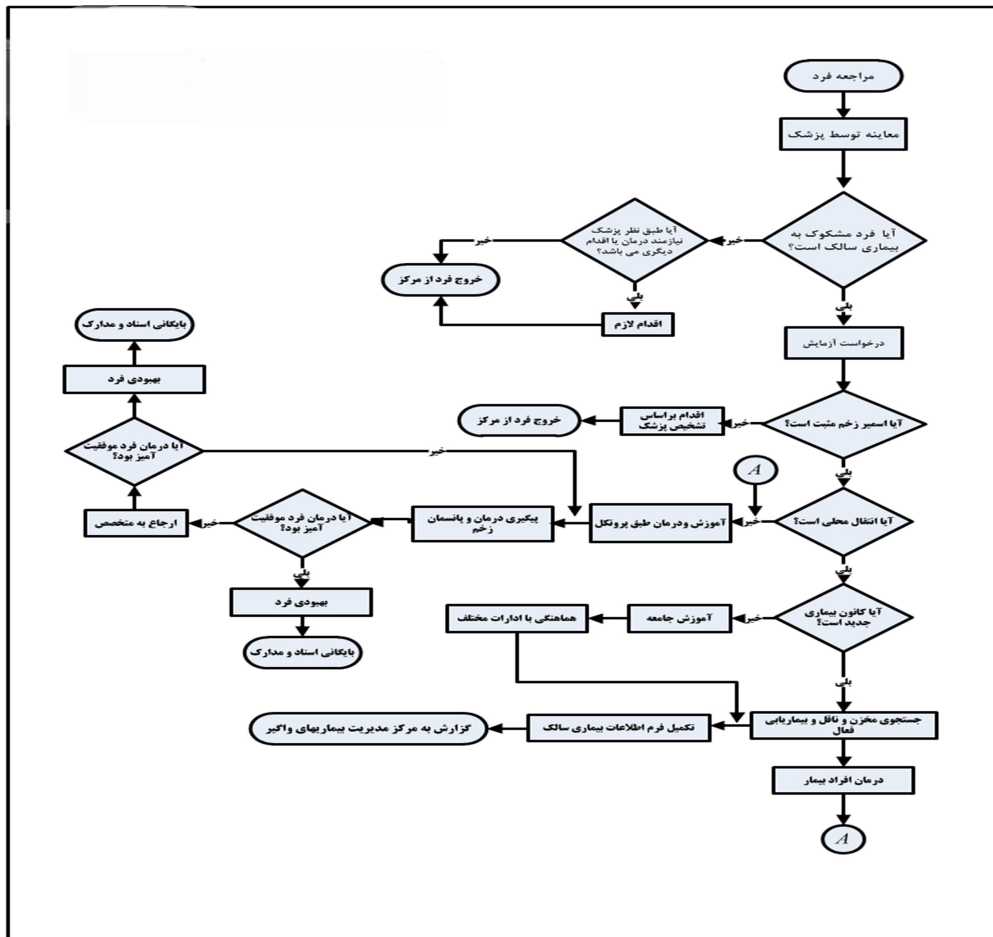 مراجعه فرد
معاینه توسط پزشک
آیا فرد مشکوک به
بیماری سالک است؟
خیر
آیا طبق نظر پزشک
نیازمند درمان یا اقدام
دیگری می باشد؟
خیر
خروج فرد از مرکز
بلی
اقدام لازم
بلی
درخواست آزمایش
آیا اسمیر زخم مثبت است؟
خیر
اقدام براساس
تشخیص پزشک
خروج فرد از مرکز
بلی
A
آیا انتقال محلی است؟
خیر
آموزش ودرمان طبق پروتکل
پیگیری درمان و پانسمان
زخم
آیا درمان فرد موفقیت
آمیز بود؟
خیر
ارجاع به متخصص
آیا درمان فرد موفقیت
آمیز بود؟
خیر
بهبودی فرد
بایگانی اسناد و مدارک
بلی
بهبودی فرد
بایگانی اسناد و مدارک
بلی
آیا کانون بیماری
جدید است؟
خیر
آموزش جامعه
هماهنگی با ادارات مختلف
بلی
جستجوی مخزن و ناقل و بیماریابی
فعال
تکمیل فرم اطلاعات بیماری سالک
گزارش به مرکز مدیریت بیماریهای واگیر
درمان افراد بیمار
A